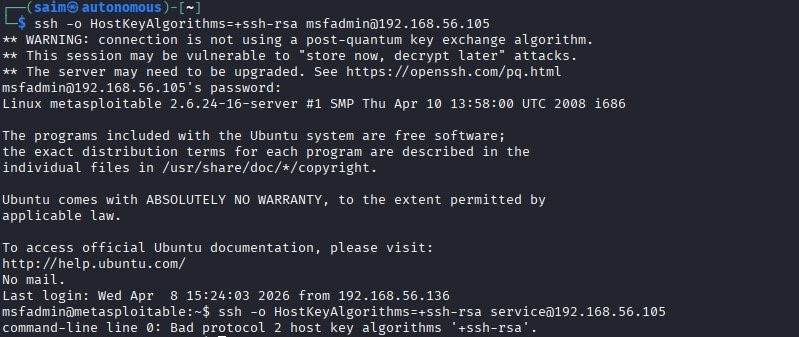 ┌──(saim㉿autonomous)-[~]
└─$ ssh -o HostKeyAlgorithms=+ssh-rsa msfadmin@192.168.56.105
** WARNING: connection is not using a post-quantum key exchange algorithm.
** This session may be vulnerable to "store now, decrypt later" attacks.
** The server may need to be upgraded. See https://openssh.com/pq.html
msfadmin@192.168.56.105's password:
Linux metasploitable 2.6.24-16-server #1 SMP Thu Apr 10 13:58:00 UTC 2008 i686
The programs included with the Ubuntu system are free software;
the exact distribution terms for each program are described in the
individual files in /usr/share/doc/*/copyright.
Ubuntu comes with ABSOLUTELY NO WARRANTY, to the extent permitted by
applicable law.
To access official Ubuntu documentation, please visit:
http://help.ubuntu.com/
No mail.
Last login: Wed Apr  8 15:24:03 2026 from 192.168.56.136
msfadmin@metasploitable:~$ ssh -o HostKeyAlgorithms=+ssh-rsa service@192.168.56.105
command-line line 0: Bad protocol 2 host key algorithms '+ssh-rsa'.